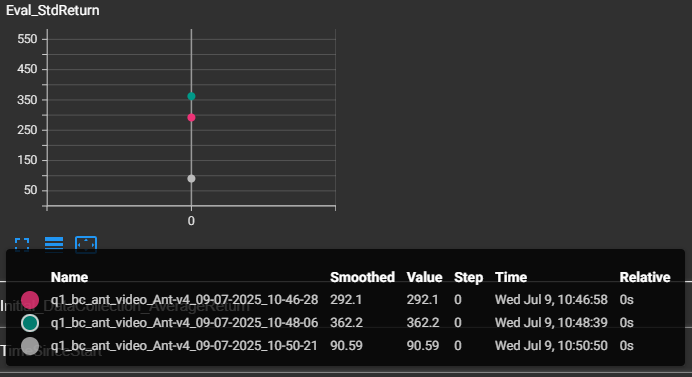 Eval_StdReturn
550
450
350
250
150
50
0
Name Smoothed Value Step Time Relative
q1_bc_ant_video_Ant-v4_09-07-2025_10-46-28 292.1 292.1 0 Wed Jul 9, 10:46:58 0s
Initial_DataCollection_AverageReturn
q1_bc_ant_video_Ant-v4_09-07-2025_10-48-06 362.2 362.2 0 Wed Jul 9, 10:48:39 0s
q1_bc_ant_video_Ant-v4_09-07-2025_10-50-21 90.59 90.59 0 Wed Jul 9, 10:50:50 0s
TimeSinceStart